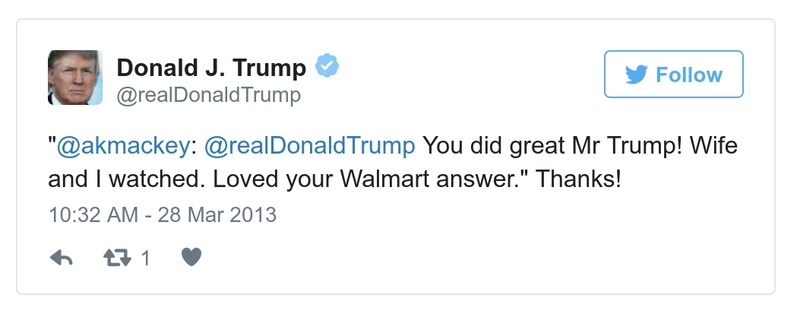 Donald J. Trump
@realDonaldTrump
Follow
"@akmackey: @realDonaldTrump You did great Mr Trump! Wife
and I watched. Loved your Walmart answer." Thanks!
10:32 AM - 28 Mar 2013
1